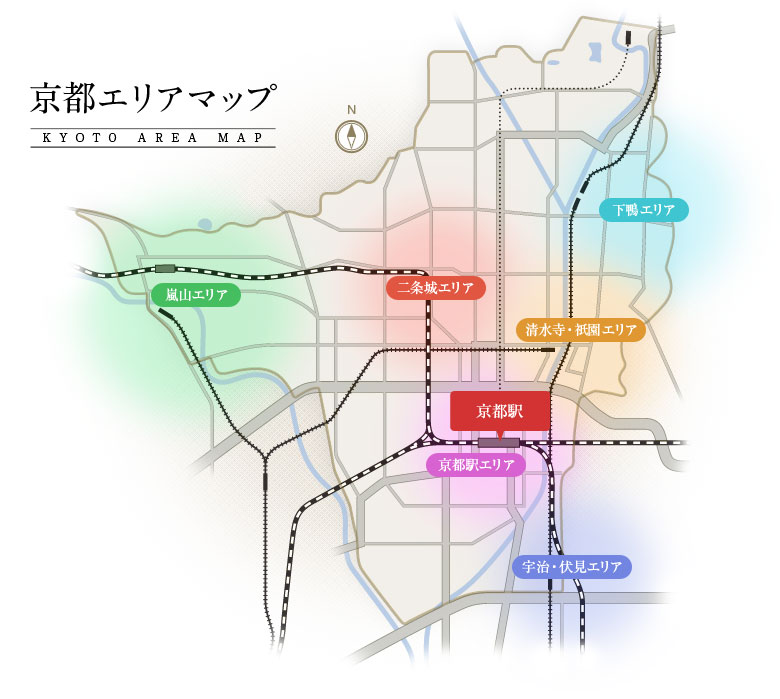 京都エリアマップ
KYOTO AREA MAP
N
下鴨エリア
嵐山エリア
二条城エリア
清水寺・祇園エリア
京都駅
京都駅エリア
宇治・伏見エリア